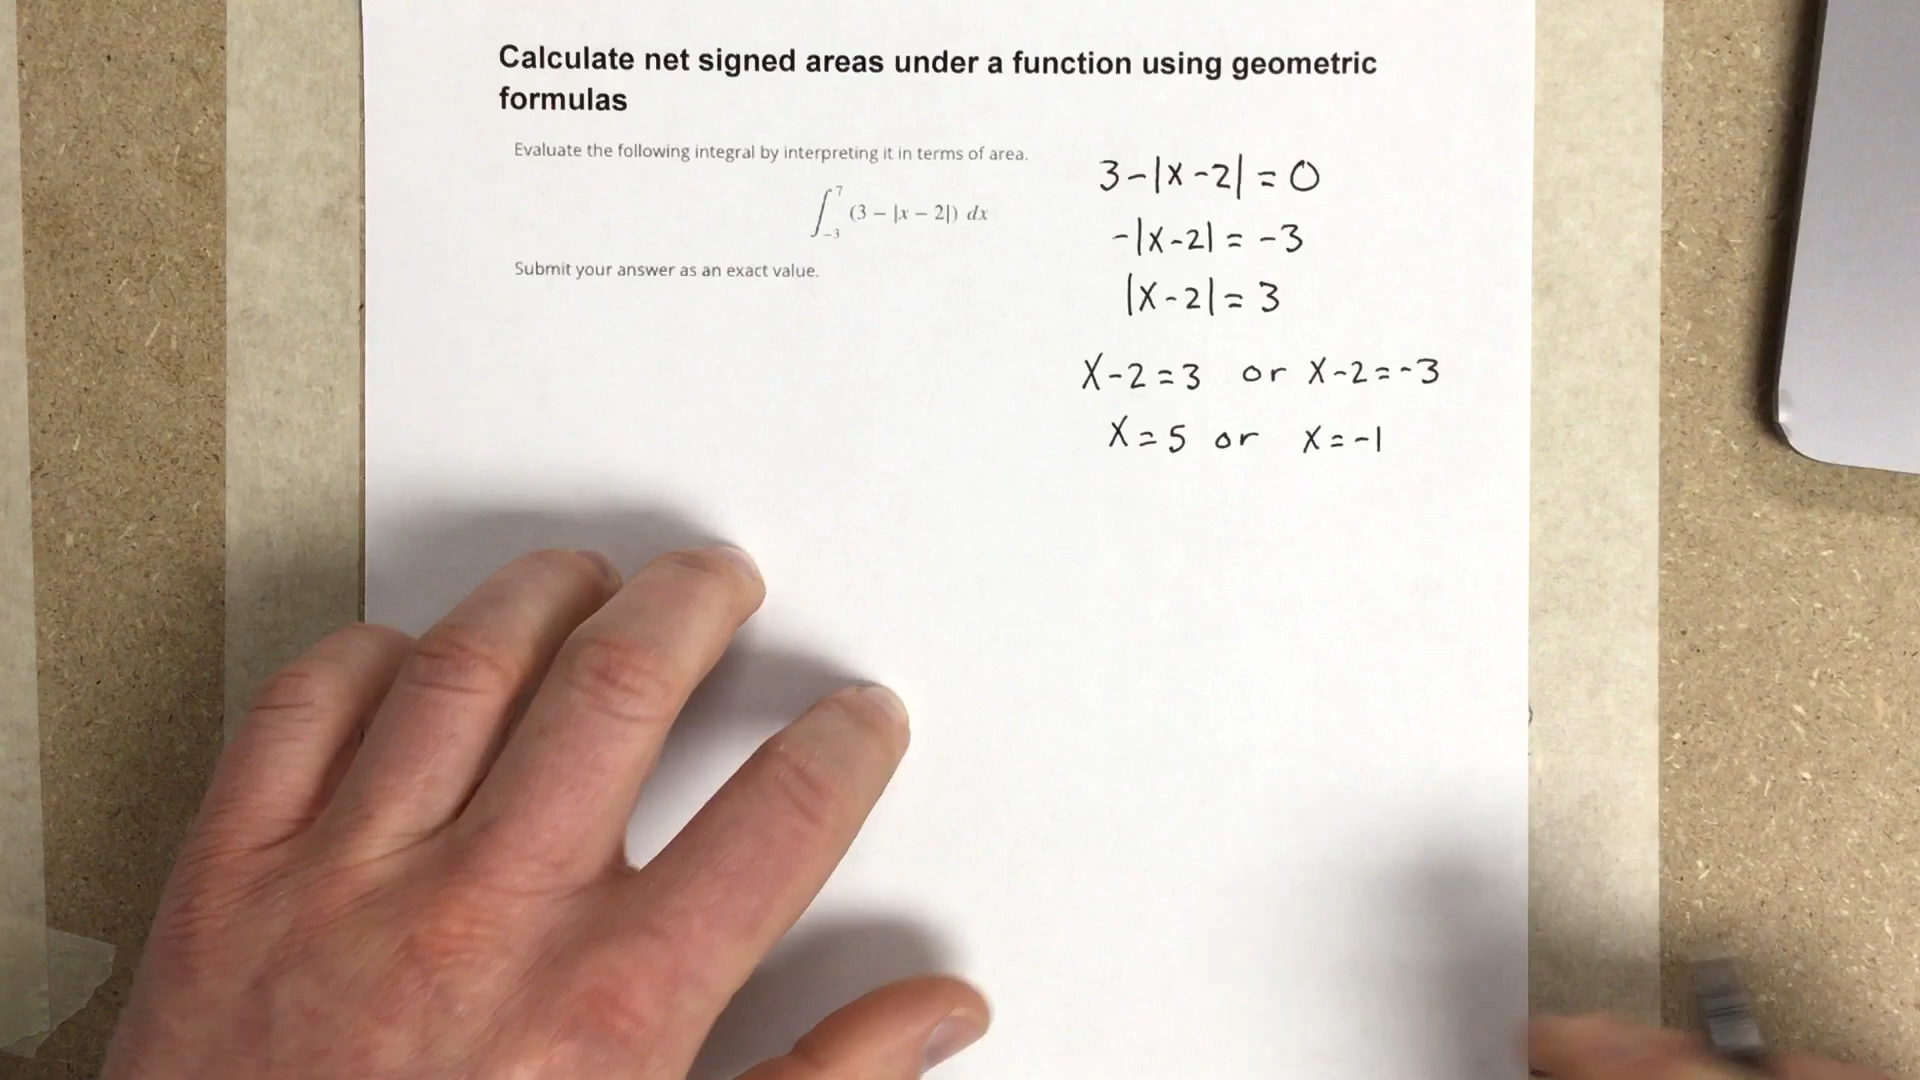 Calculate net signed areas under a function using geometric
formulas
Evaluate the following integral by interpreting it in terms of area.
∫_{-3}^{7} (3 − |x − 2|) dx
Submit your answer as an exact value.
3-|x-2|=0
-|x-2|=-3
|x-2|=3
x-2=3 or x-2=-3
x=5 or x=-1